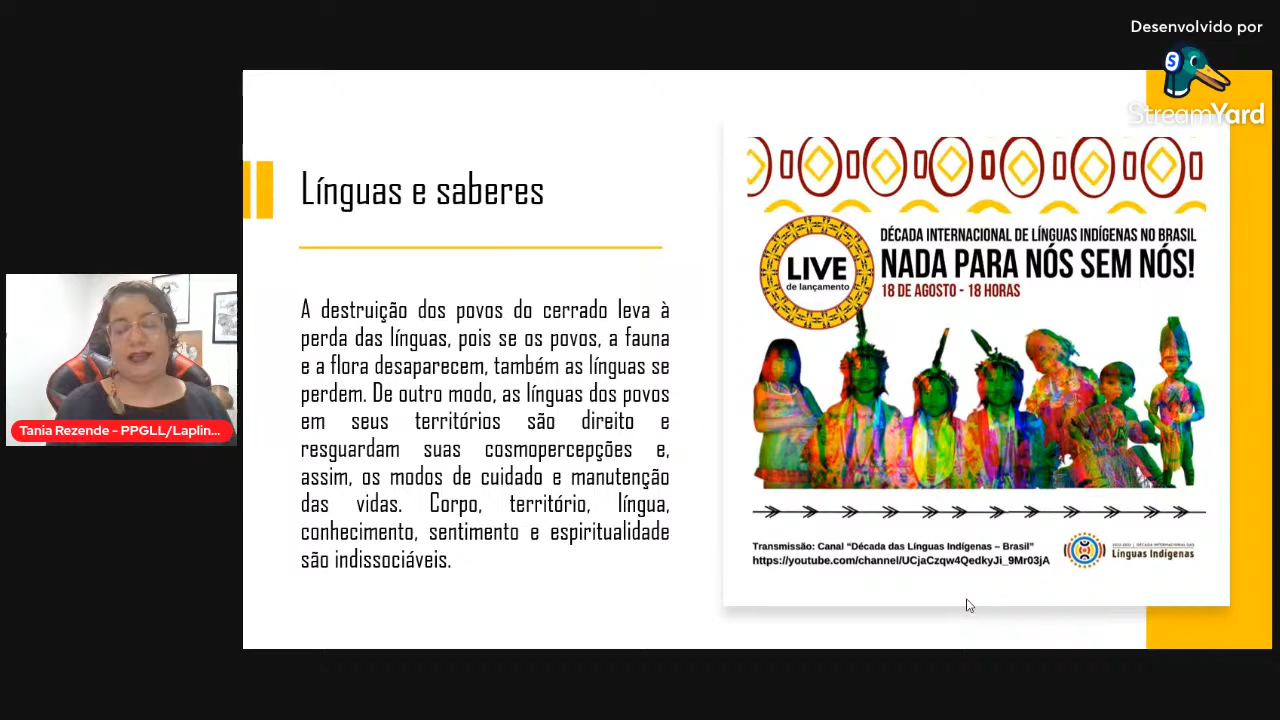 Desenvolvido por
StreamYard
Línguas e saberes
A destruição dos povos do cerrado leva à
perda das línguas, pois se os povos, a fauna
e a flora desaparecem, também as línguas se
perdem. De outro modo, as línguas dos povos
em seus territórios são direito e
resguardam suas cosmopercepções e,
assim, os modos de cuidado e manutenção
das vidas. Corpo, território, língua,
conhecimento, sentimento e espiritualidade
são indissociáveis.
LIVE
de lançamento
DÉCADA INTERNACIONAL DE LÍNGUAS INDÍGENAS NO BRASIL
NADA PARA NÓS SEM NÓS!
18 DE AGOSTO - 18 HORAS
Transmissão: Canal “Década das Línguas Indígenas – Brasil”
https://youtube.com/channel/UCjaCzqw4QedkyJi_9Mr03jA
DÉCADA INTERNACIONAL DAS
Línguas Indígenas
Tania Rezende - PPGLL/Laplin...